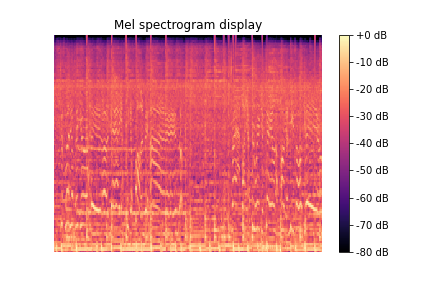 Mel spectrogram display
+0 dB
-10 dB
-20 dB
-30 dB
-40 dB
-50 dB
-60 dB
-70 dB
-80 dB